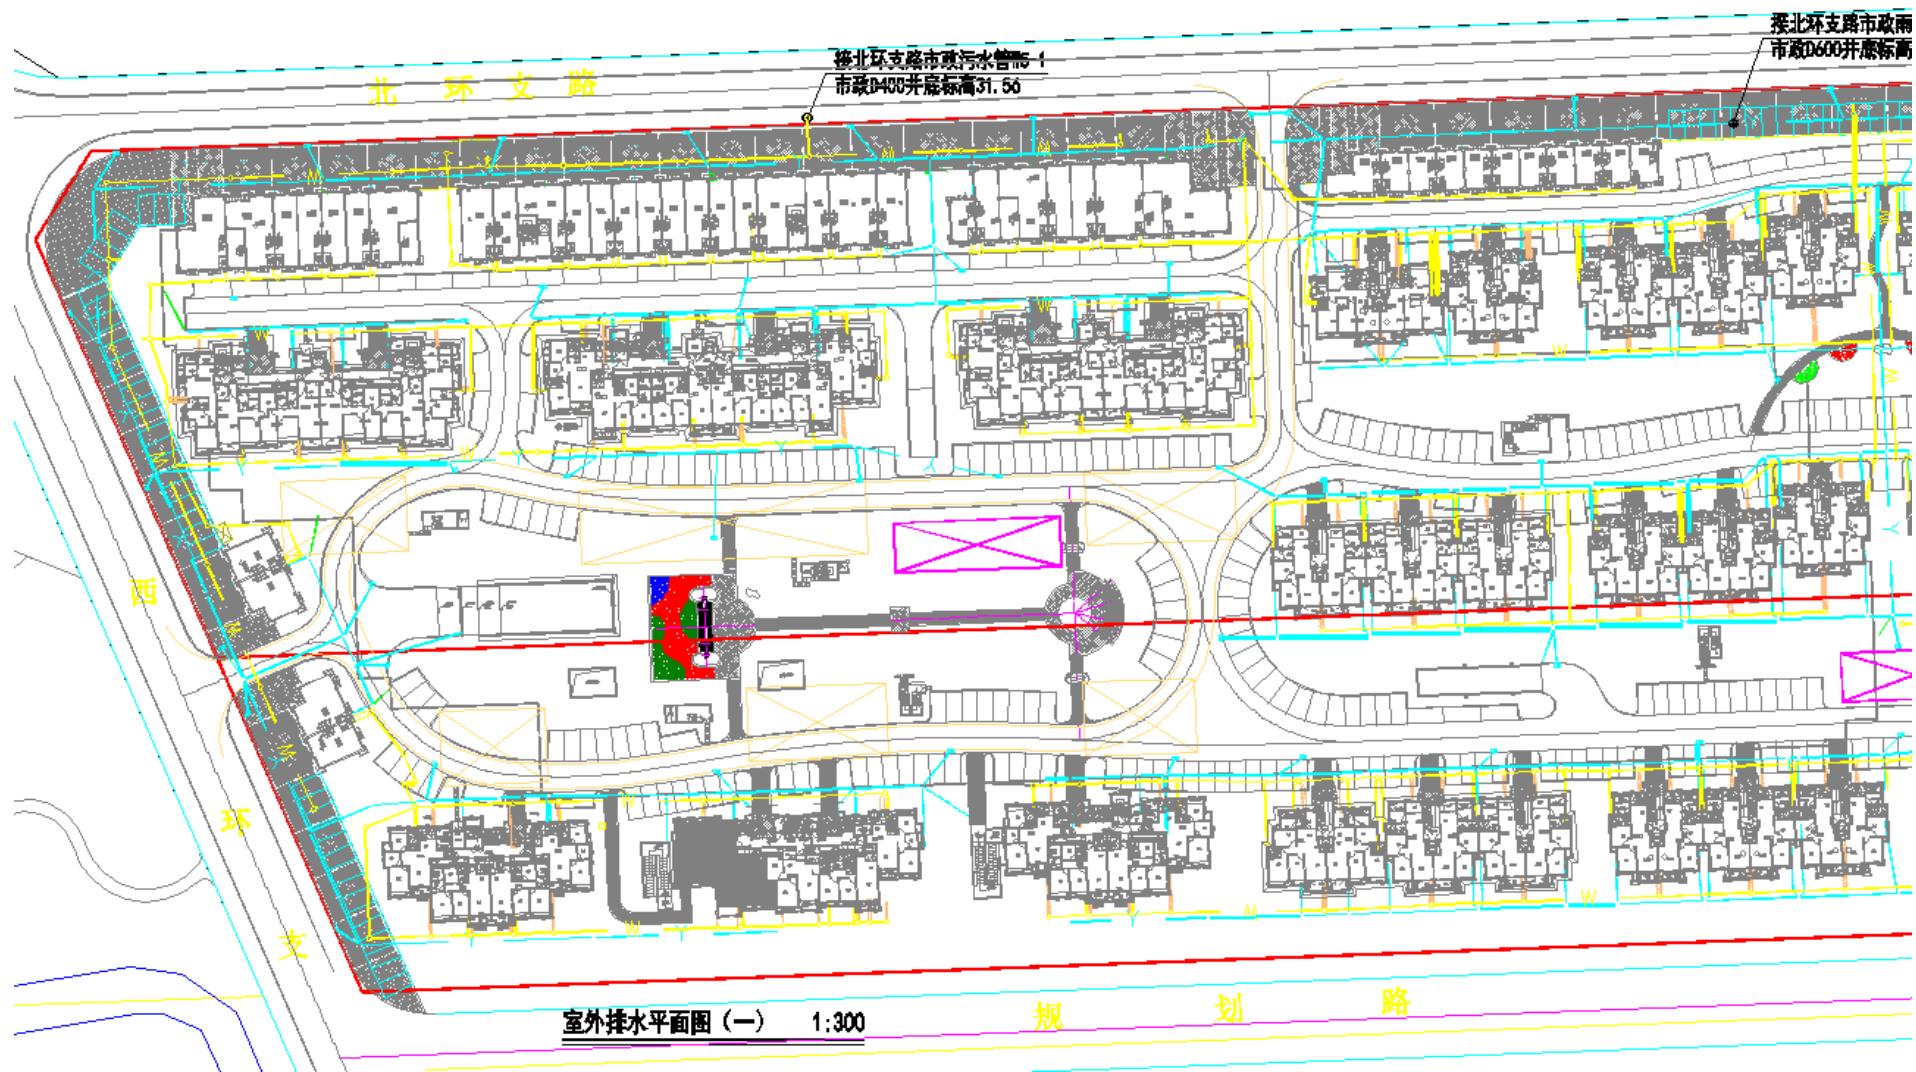 接北环支路市政雨
市政D600井底标高
接北环支路市政污水管W5-1
市政D400井底标高31.56
北环支路
西环支
规划路
室外排水平面图（一） 1:300